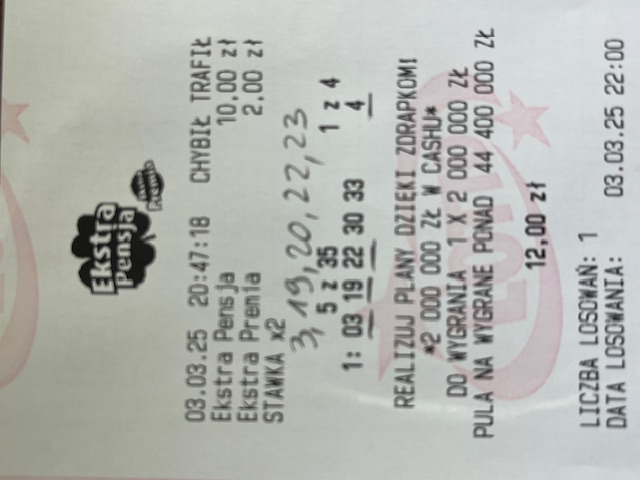 Ekstra
Pensja
Ekstra
Premia
03.03.25 20:47:18 CHYBIŁ TRAFIŁ
Ekstra Pensja 10,00 zł
Ekstra Premia 2,00 zł
STAWKA x2
3, 19, 20, 22, 23
5 z 35 1 z 4
1: 03 19 22 30 33 4
REALIZUJ PLANY DZIĘKI ZDRAPKOM!
*2 000 000 ZŁ W CASHU*
DO WYGRANIA 1 X 2 000 000 ZŁ
PULA NA WYGRANE PONAD 44 400 000 ZŁ
12,00 zł
LICZBA LOSOWAŃ: 1
DATA LOSOWANIA: 03.03.25 22:00